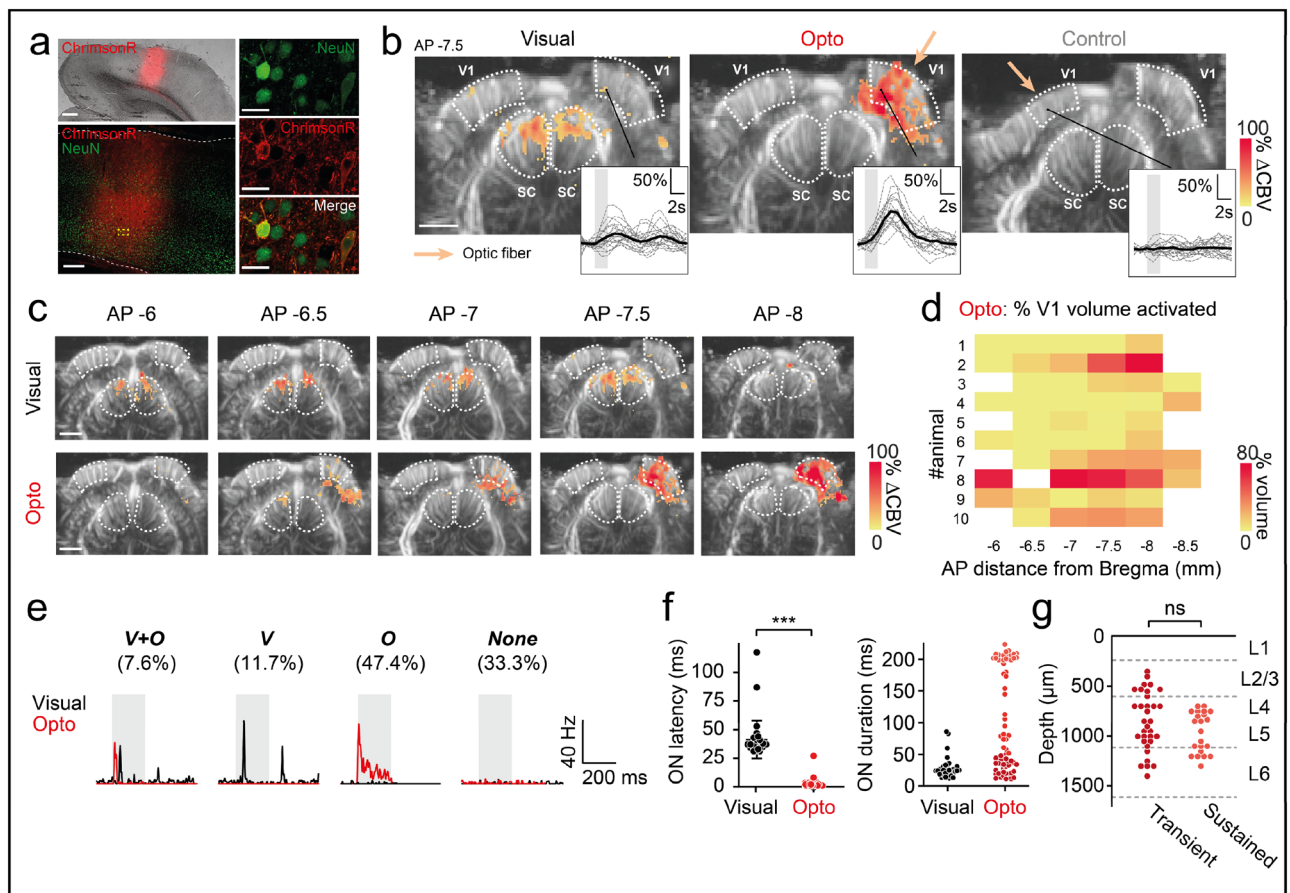 a
ChrimsonR
NeuN
ChrimsonR
NeuN
ChrimsonR
Merge
b
AP -7.5
Visual
Opto
Control
V1
V1
SC
SC
50%
2s
Optic fiber
V1
V1
SC
SC
50%
2s
V1
SC
SC
50%
2s
100
% ΔCBV
0
c
AP -6
AP -6.5
AP -7
AP -7.5
AP -8
Visual
Opto
100
% ΔCBV
0
d
Opto: % V1 volume activated
#animal
1
2
3
4
5
6
7
8
9
10
-6
-6.5
-7
-7.5
-8
-8.5
AP distance from Bregma (mm)
80
% volume
0
e
V+O
(7.6%)
V
(11.7%)
O
(47.4%)
None
(33.3%)
Visual
Opto
40 Hz
200 ms
f
***
ON latency (ms)
100
75
50
25
0
Visual
Opto
ON duration (ms)
200
150
100
50
0
Visual
Opto
g
ns
Depth (µm)
0
500
1000
1500
L1
L2/3
L4
L5
L6
Transient
Sustained